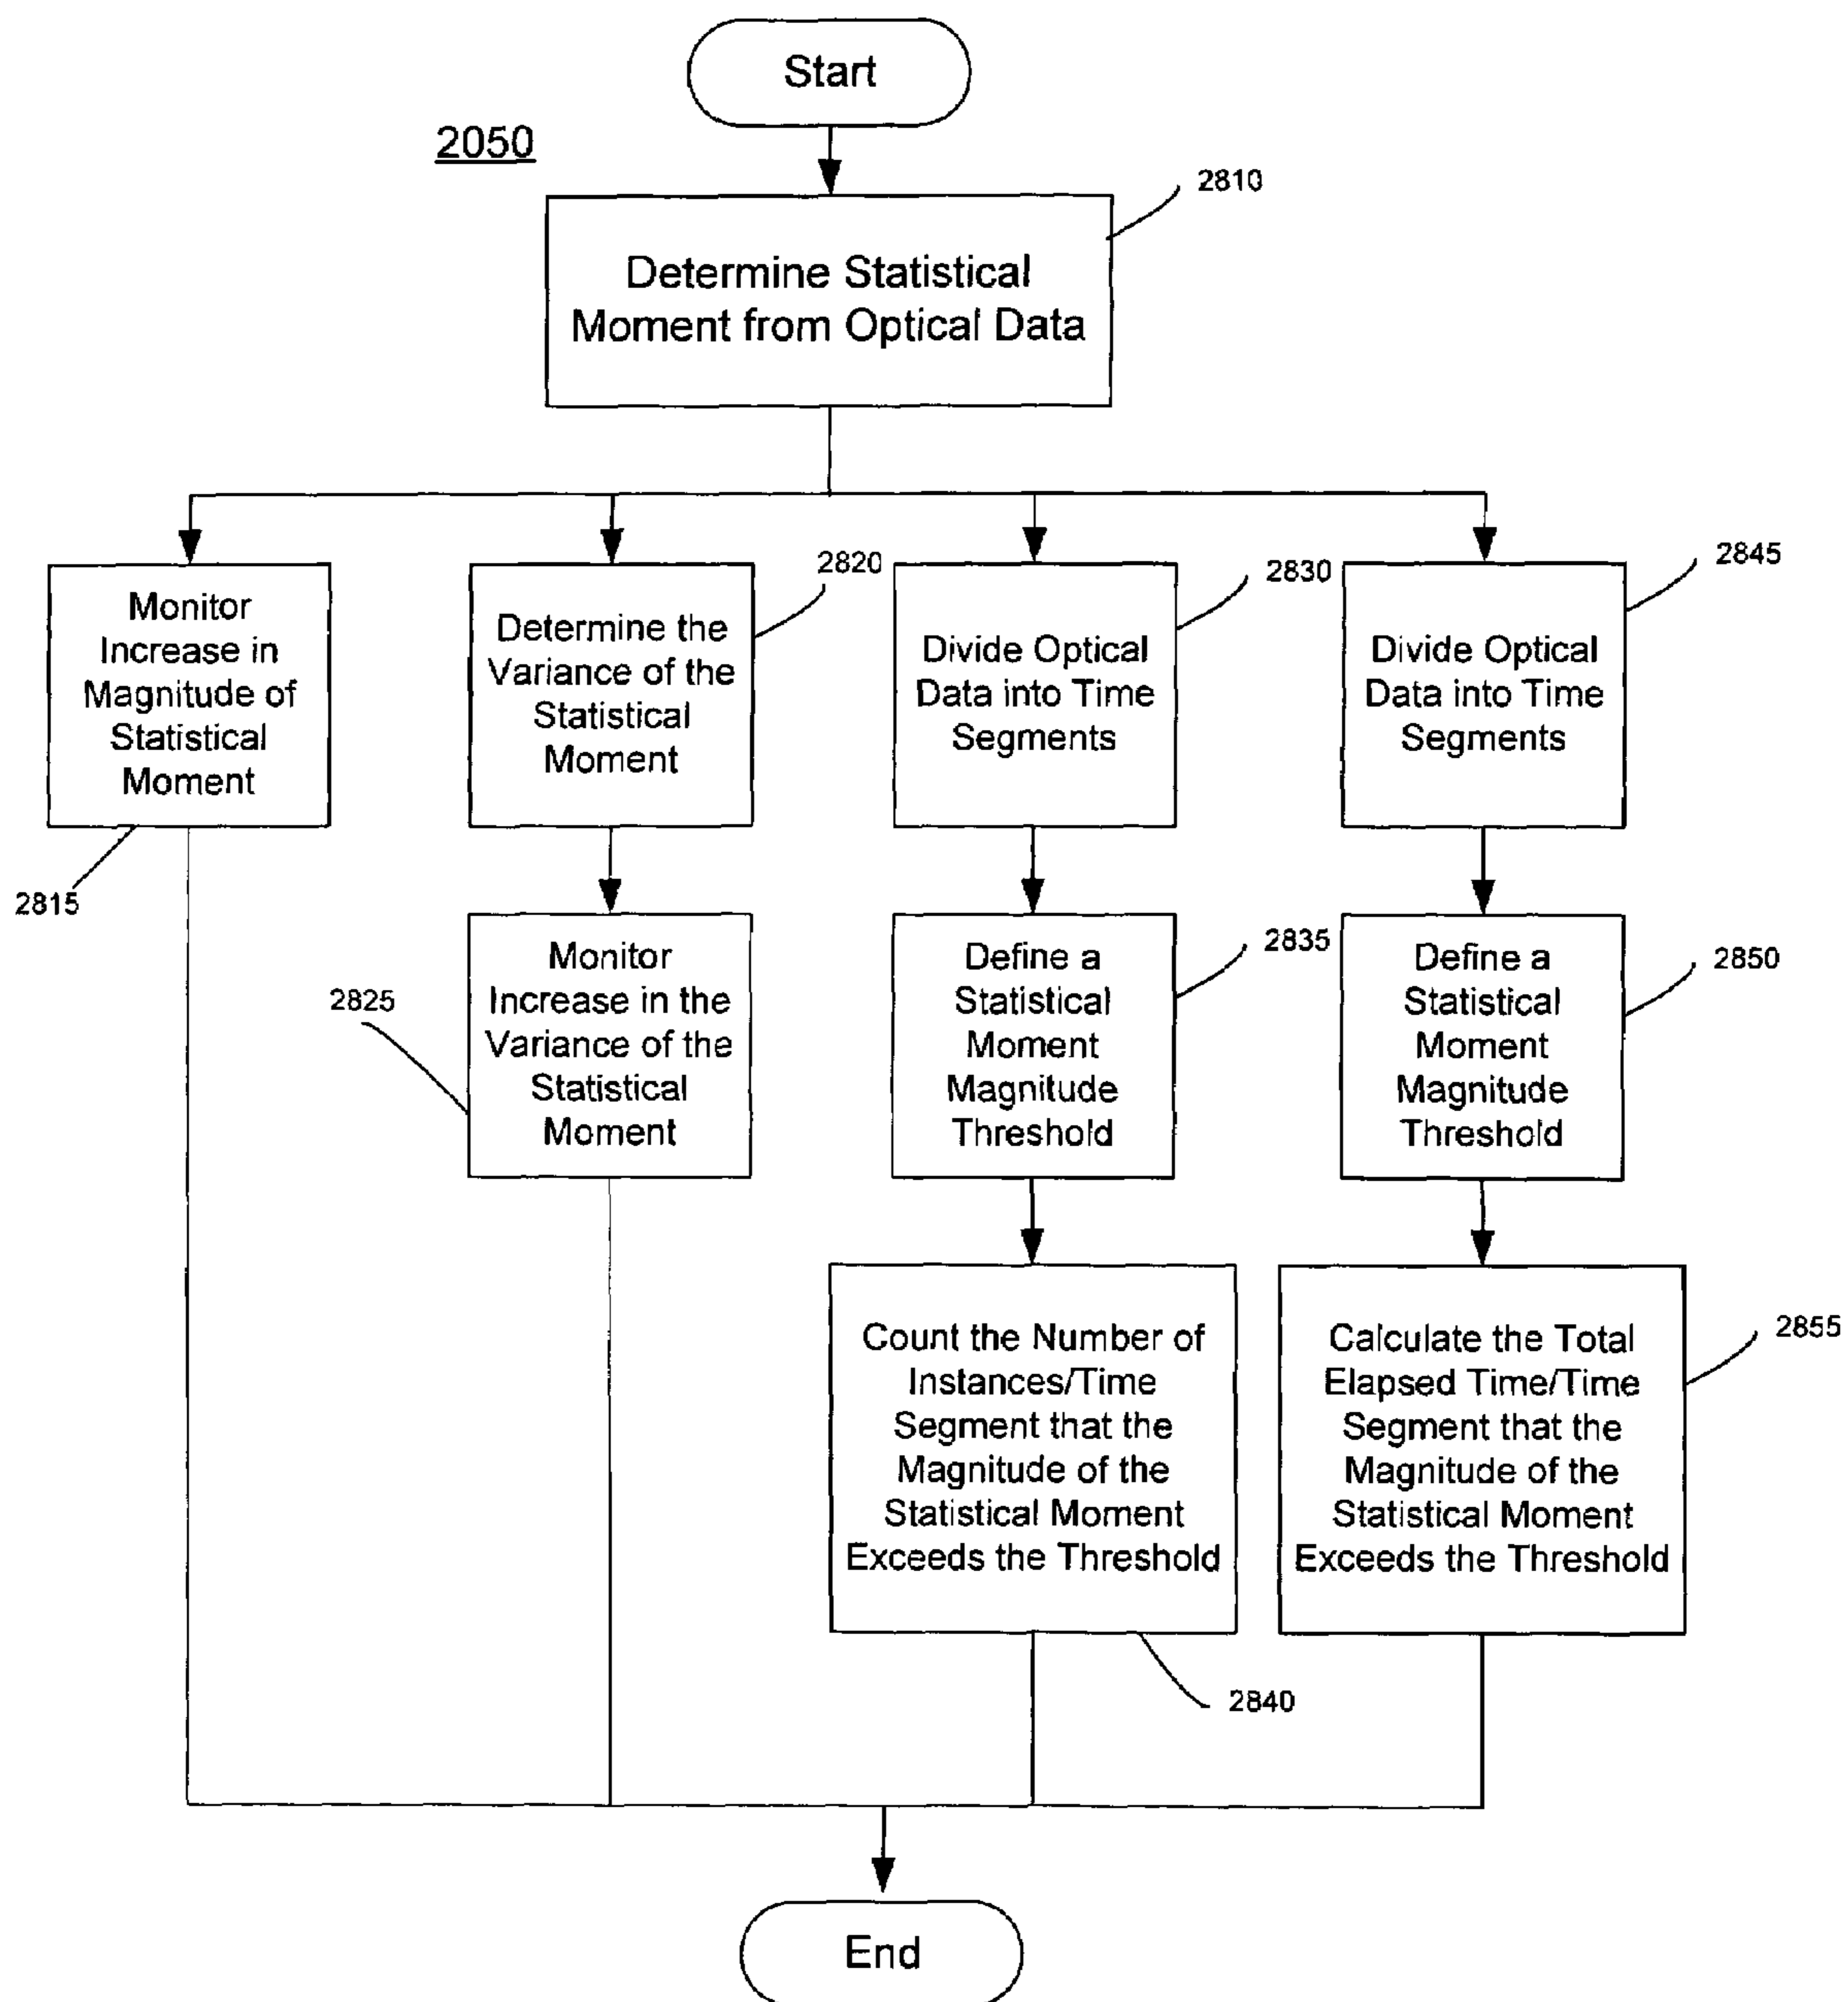 Start
2050
2810
Determine Statistical
Moment from Optical Data
Monitor
Increase in
Magnitude of
Statistical
Moment
2815
2820
Determine the
Variance of the
Statistical
Moment
2830
Divide Optical
Data into Time
Segments
2845
Divide Optical
Data into Time
Segments
2825
Monitor
Increase in the
Variance of the
Statistical
Moment
2835
Define a
Statistical
Moment
Magnitude
Threshold
2850
Define a
Statistical
Moment
Magnitude
Threshold
Count the Number of
Instances/Time
Segment that the
Magnitude of the
Statistical Moment
Exceeds the Threshold
2840
2855
Calculate the Total
Elapsed Time/Time
Segment that the
Magnitude of the
Statistical Moment
Exceeds the Threshold
End